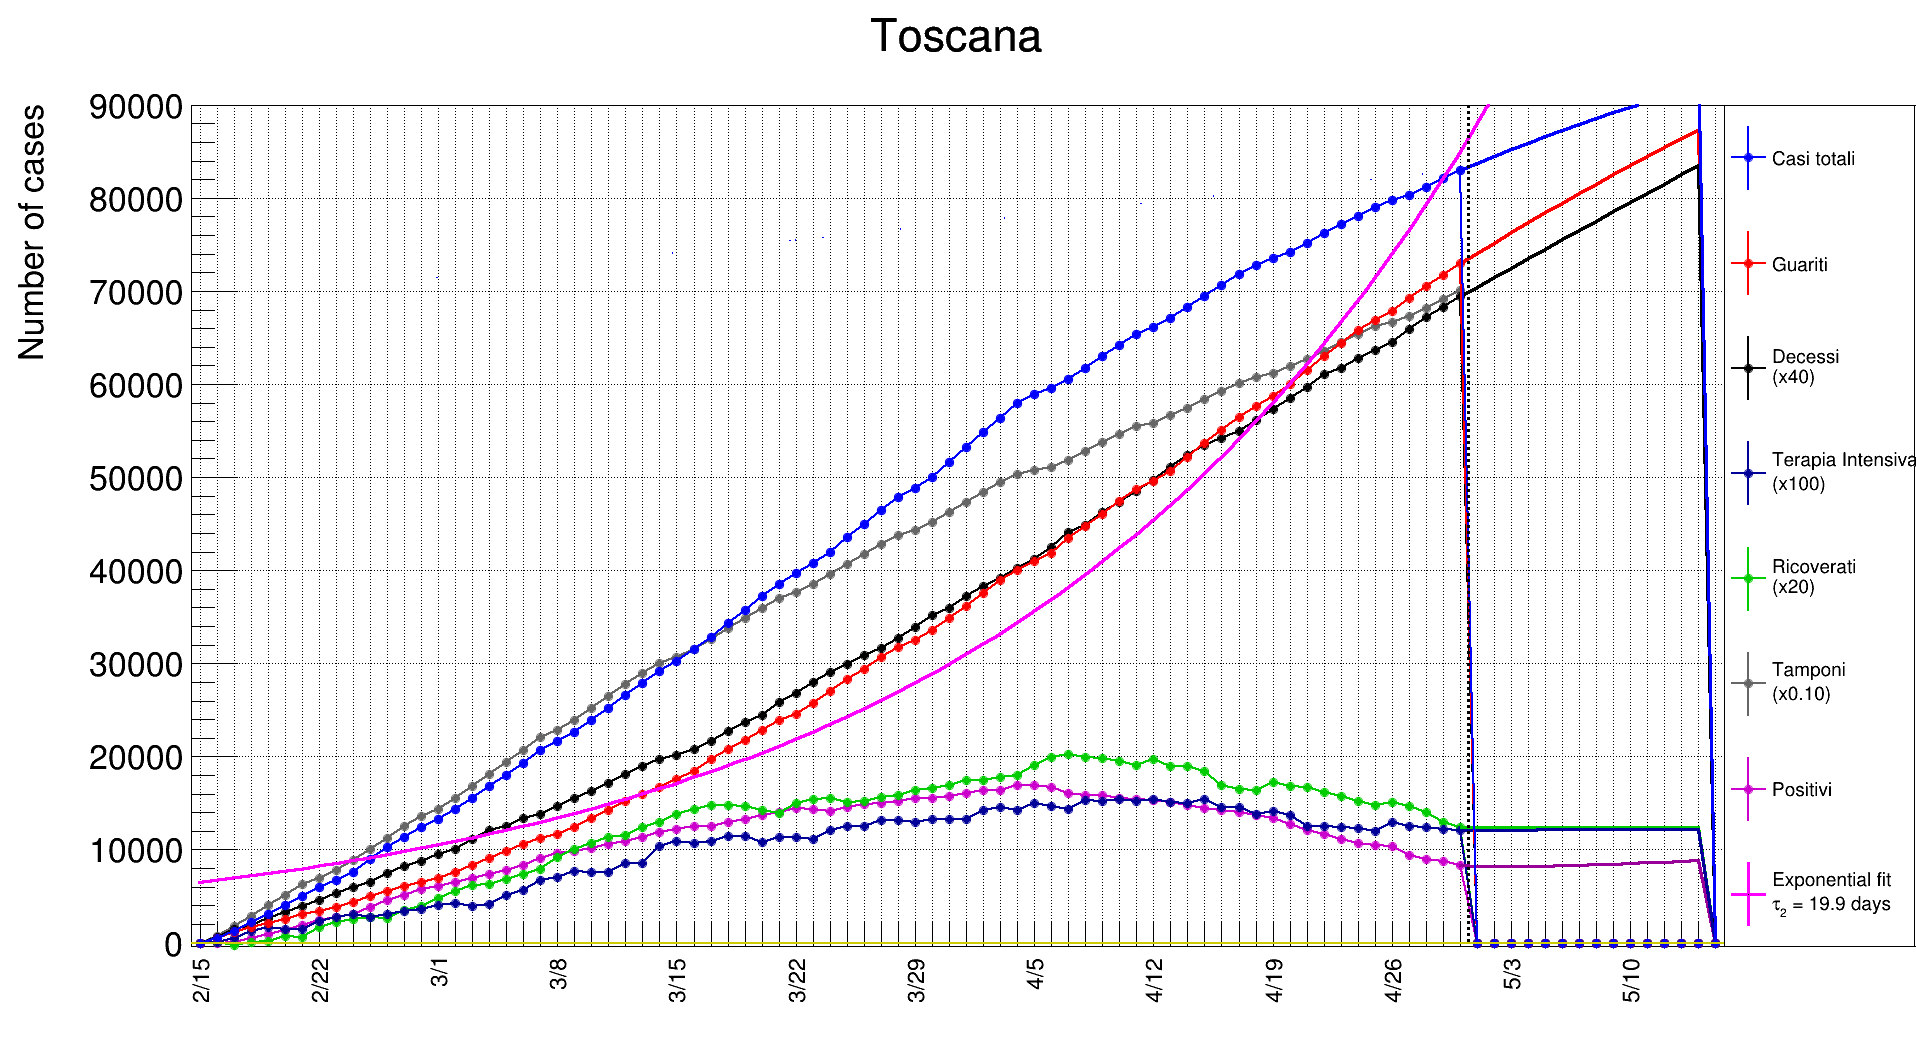 Toscana
Number of cases
90000
80000
70000
60000
50000
40000
30000
20000
10000
0
2/15
2/22
3/1
3/8
3/15
3/22
3/29
4/5
4/12
4/19
4/26
5/3
5/10
Casi totali
Guariti
Decessi
(x40)
Terapia Intensiva
(x100)
Ricoverati
(x20)
Tamponi
(x0.10)
Positivi
Exponential fit
τ2 = 19.9 days